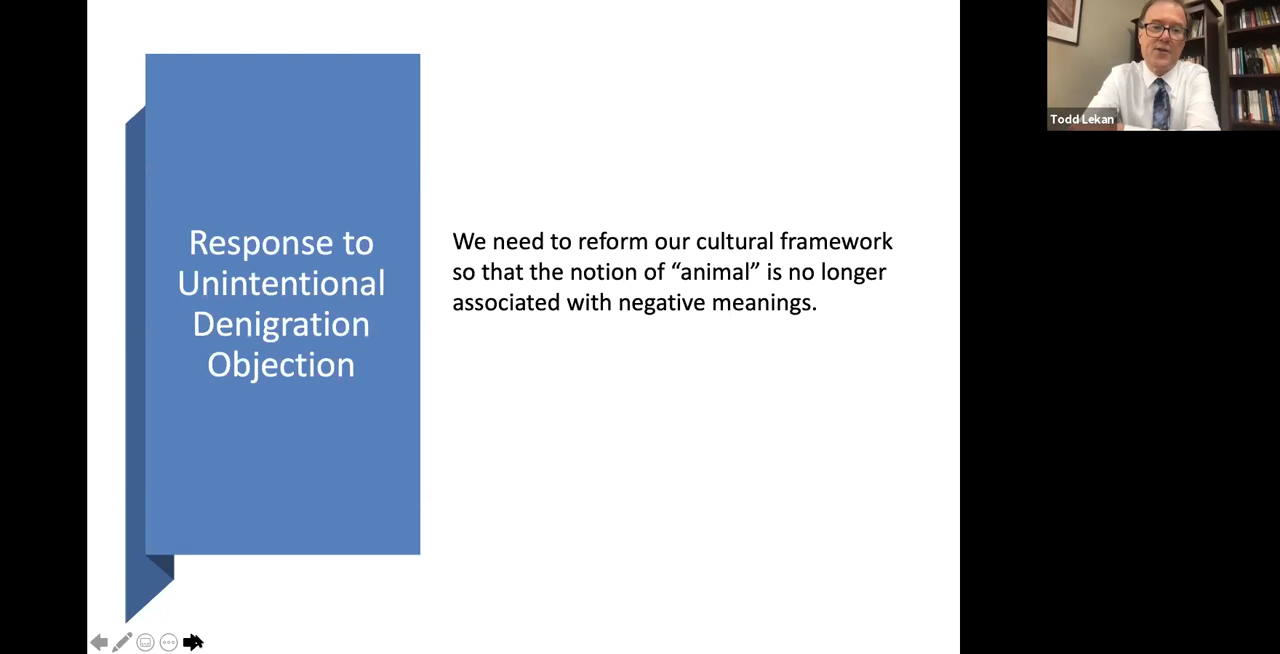 Response to
Unintentional
Denigration
Objection
We need to reform our cultural framework
so that the notion of “animal” is no longer
associated with negative meanings.
Todd Lekan